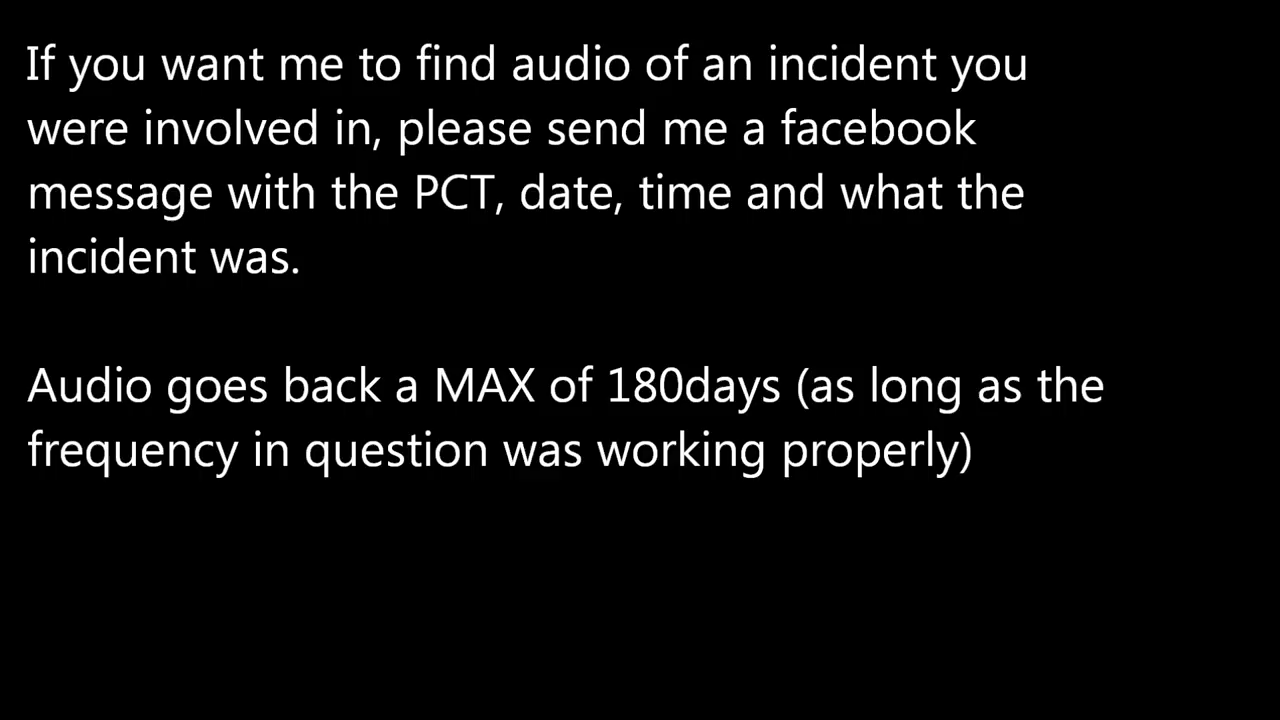 If you want me to find audio of an incident you
were involved in, please send me a facebook
message with the PCT, date, time and what the
incident was.
Audio goes back a MAX of 180days (as long as the
frequency in question was working properly)